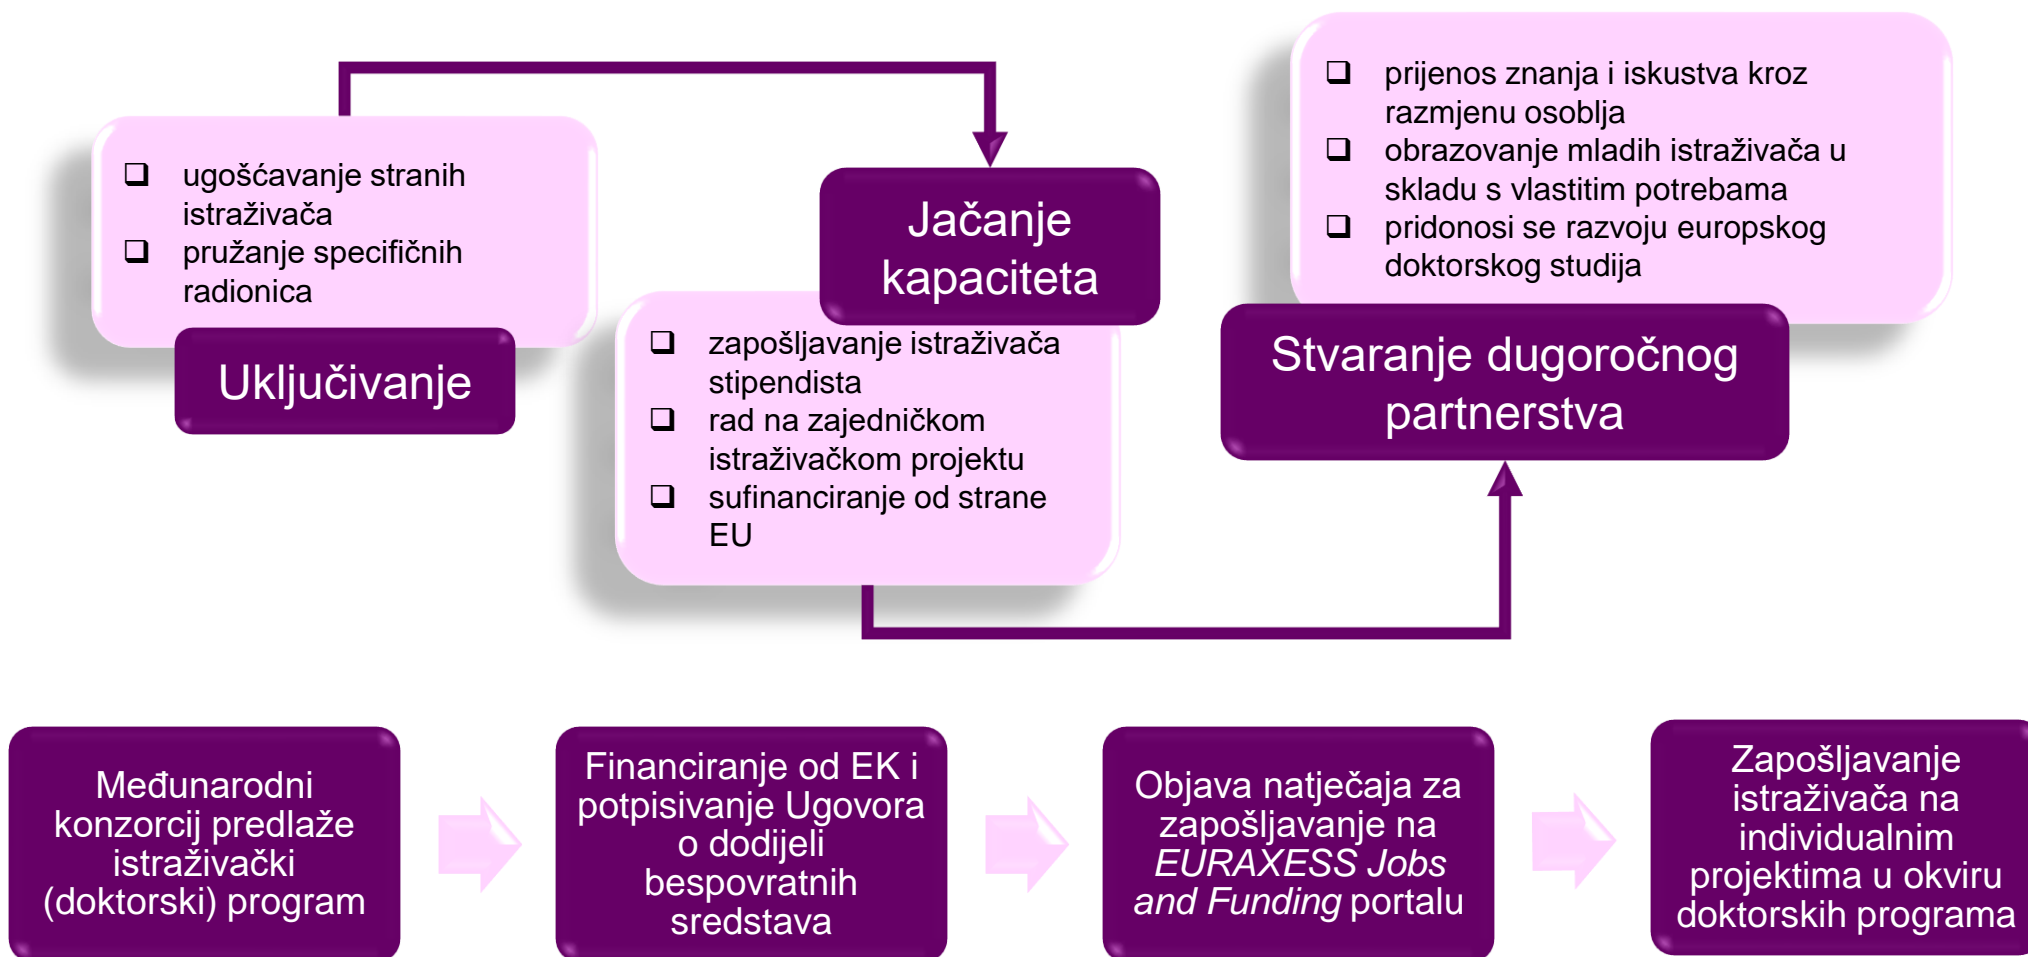 ugošćavanje stranih
istraživača
pružanje specifičnih
radionica
Uključivanje
Jačanje
kapaciteta
zapošljavanje istraživača
stipendista
rad na zajedničkom
istraživačkom projektu
sufinanciranje od strane
EU
prijenos znanja i iskustva kroz
razmjenu osoblja
obrazovanje mladih istraživača u
skladu s vlastitim potrebama
pridonosi se razvoju europskog
doktorskog studija
Stvaranje dugoročnog
partnerstva
Međunarodni
konzorcij predlaže
istraživački
(doktorski) program
Financiranje od EK i
potpisivanje Ugovora
o dodijeli
bespovratnih
sredstava
Objava natječaja za
zapošljavanje na
EURAXESS Jobs
and Funding portalu
Zapošljavanje
istraživača na
individualnim
projektima u okviru
doktorskih programa